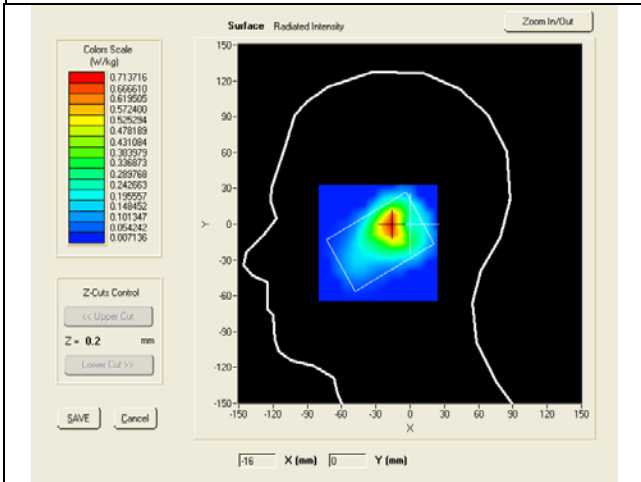 Surface Radiated Intensity
Zoom In/Out
Colors Scale
(W/kg)
0.713716
0.666610
0.619505
0.572400
0.525294
0.478189
0.431084
0.383979
0.336873
0.289768
0.242663
0.195557
0.148452
0.101347
0.054242
0.007136
Z-Cuts Control
<< Upper Cut
Z = 0.2 mm
Lower Cut >>
SAVE Cancel
150
120
90
60
30
0
-30
-60
-90
-120
-150
Y
-150 -120 -90 -60 -30 0 30 60 90 120 150
X
-16 X (mm) 0 Y (mm)